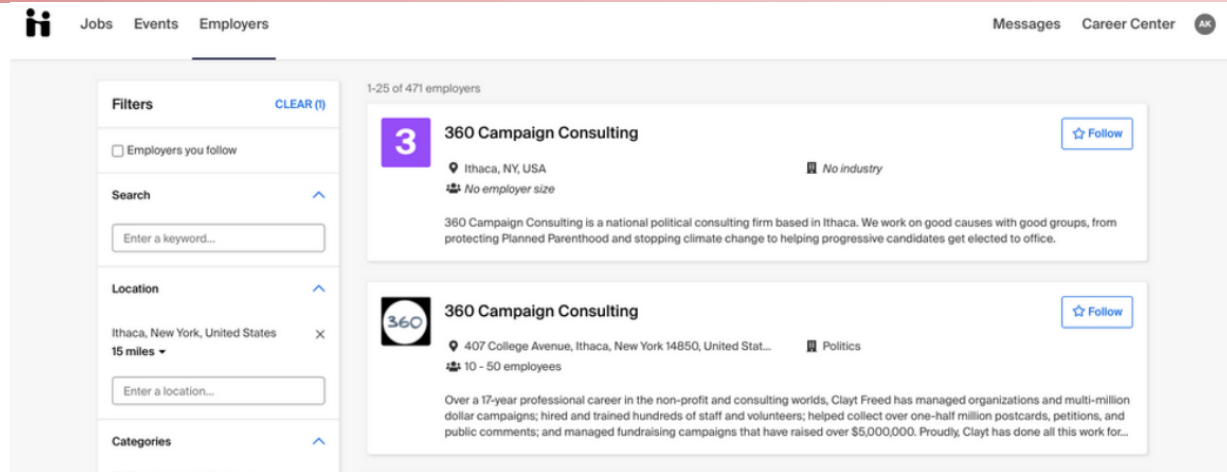 Jobs Events Employers
Messages Career Center AK
Filters CLEAR (1)
Employers you follow
Search
Enter a keyword...
Location
Ithaca, New York, United States
15 miles
Enter a location...
Categories
1-25 of 471 employers
3
360 Campaign Consulting
Follow
Ithaca, NY, USA
No industry
No employer size
360 Campaign Consulting is a national political consulting firm based in Ithaca. We work on good causes with good groups, from
protecting Planned Parenthood and stopping climate change to helping progressive candidates get elected to office.
360
360 Campaign Consulting
Follow
407 College Avenue, Ithaca, New York 14850, United Stat...
Politics
10 - 50 employees
Over a 17-year professional career in the non-profit and consulting worlds, Clayt Freed has managed organizations and multi-million
dollar campaigns; hired and trained hundreds of staff and volunteers; helped collect over one-half million postcards, petitions, and
public comments; and managed fundraising campaigns that have raised over $5,000,000. Proudly, Clayt has done all this work for...